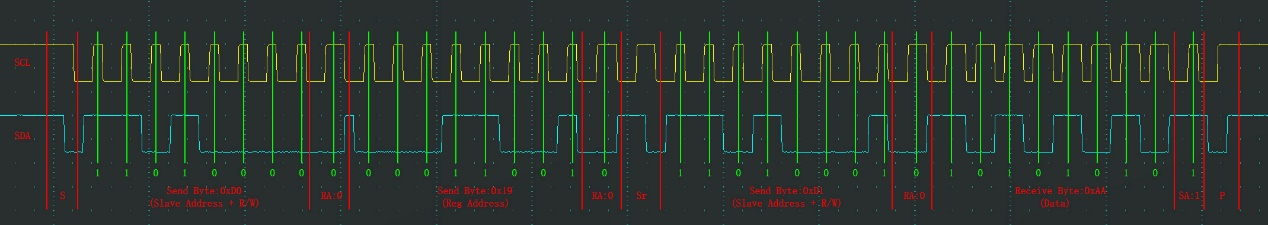 SCL
SDA
1 1 0 1 0 0 0 0 0 0 0 1 1 0 0 1 1 1 0 1 0 0 0 1 1 0 1 0 1 0 1 0 1
S Send Byte:0xD0 RA:0 Send Byte:0x19 RA:0 Sr Send Byte:0xD1 RA:0 Receive Byte:0xAA SA:1 P
(Slave Address + R/W) (Reg Address) (Slave Address + R/W) (Data)